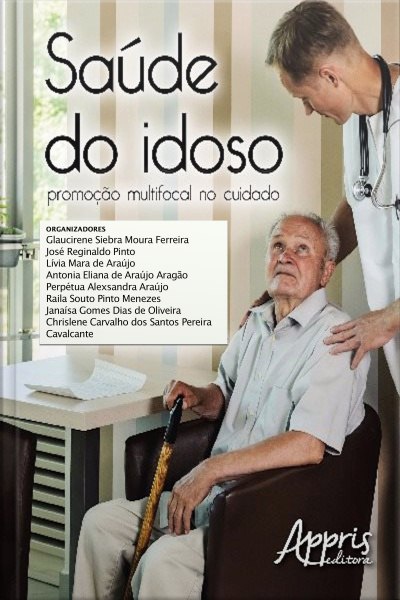 Saúde
do idoso
promoção multifocal no cuidado
ORGANIZADORES
Glaucirene Siebra Moura Ferreira
José Reginaldo Pinto
Lívia Mara de Araújo
Antonia Eliana de Araújo Aragão
Perpétua Alexsandra Araújo
Raila Souto Pinto Menezes
Janaísa Gomes Dias de Oliveira
Chrislene Carvalho dos Santos Pereira
Cavalcante
Appris
editora